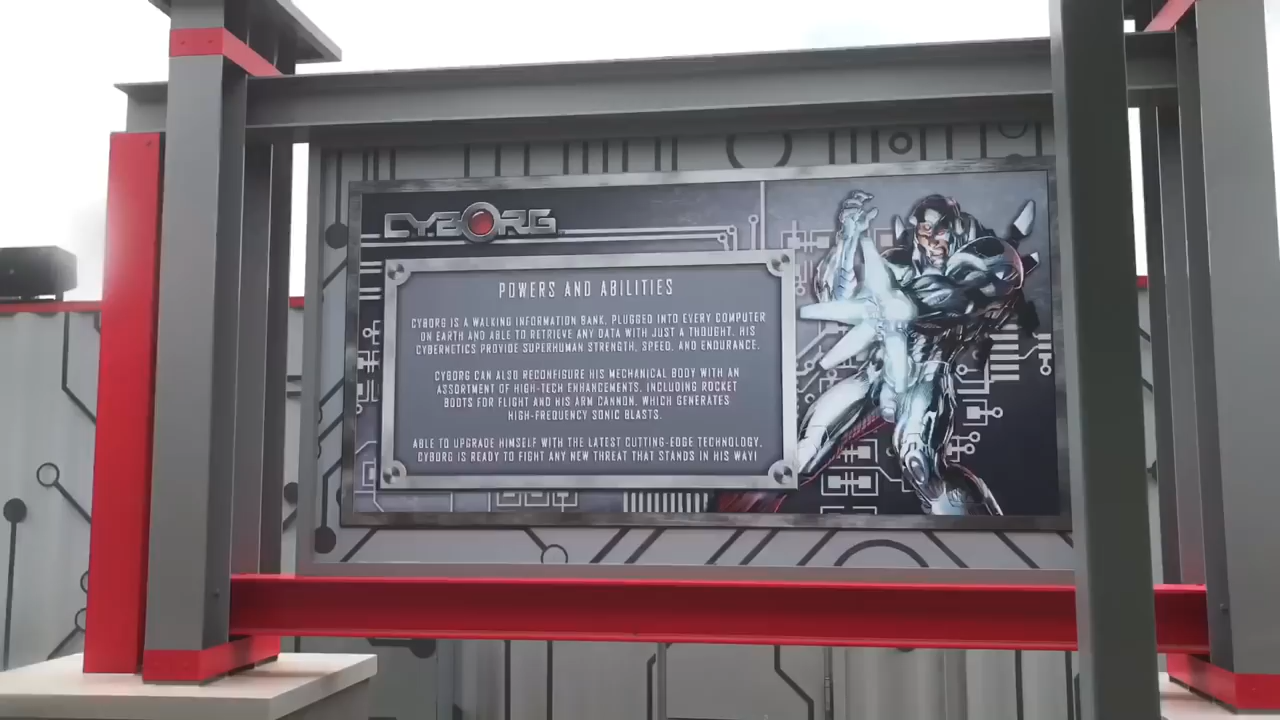 CYBORG
POWERS AND ABILITIES
CYBORG IS A WALKING INFORMATION BANK, PLUGGED INTO EVERY COMPUTER
ON EARTH AND ABLE TO RETRIEVE ANY DATA WITH JUST A THOUGHT. HIS
CYBERNETICS PROVIDE SUPERHUMAN STRENGTH, SPEED, AND ENDURANCE.
CYBORG CAN ALSO RECONFIGURE HIS MECHANICAL BODY WITH AN
ASSORTMENT OF HIGH-TECH ENHANCEMENTS, INCLUDING ROCKET
BOOTS FOR FLIGHT AND HIS ARM CANNON, WHICH GENERATES
HIGH-FREQUENCY SONIC BLASTS.
ABLE TO UPGRADE HIMSELF WITH THE LATEST CUTTING-EDGE TECHNOLOGY,
CYBORG IS READY TO FIGHT ANY NEW THREAT THAT STANDS IN HIS WAY!